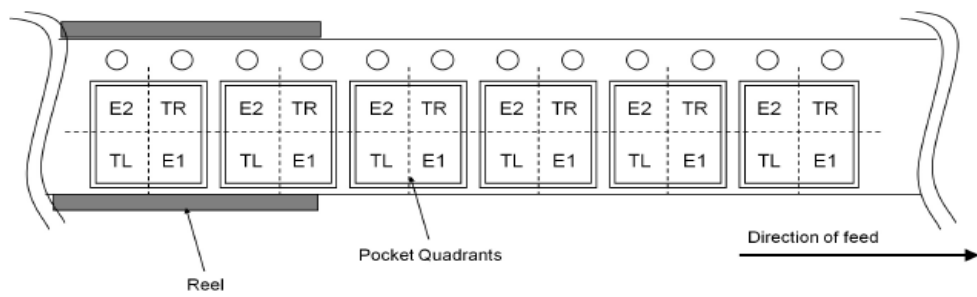 E2 TR E2 TR E2 TR E2 TR E2 TR E2 TR
TL E1 TL E1 TL E1 TL E1 TL E1 TL E1
Direction of feed
Pocket Quadrants
Reel